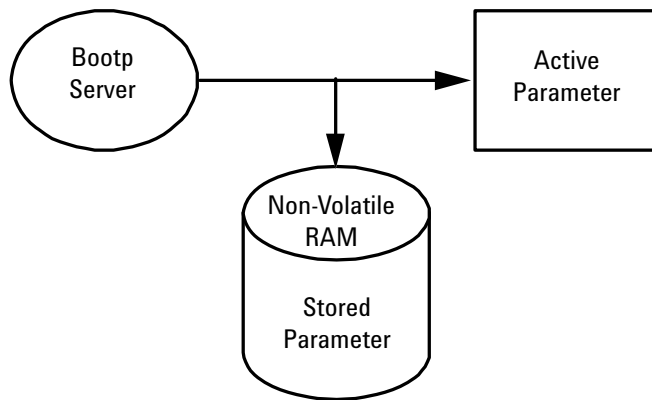 Bootp
Server
Active
Parameter
Non-Volatile
RAM
Stored
Parameter